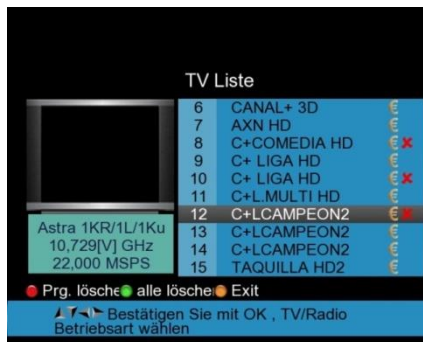 TV Liste
6 CANAL+ 3D €
7 AXN HD €
8 C+COMEDIA HD €
9 C+ LIGA HD €
10 C+ LIGA HD €
11 C+L.MULTI HD €
12 C+LCAMPEON2 €
13 C+LCAMPEON2 €
14 C+LCAMPEON2 €
15 TAQUILLA HD2 €
Astra 1KR/1L/1Ku
10,729[V] GHz
22,000 MSPS
Prg. lösche alle lösche Exit
Bestätigen Sie mit OK , TV/Radio
Betriebsart wählen